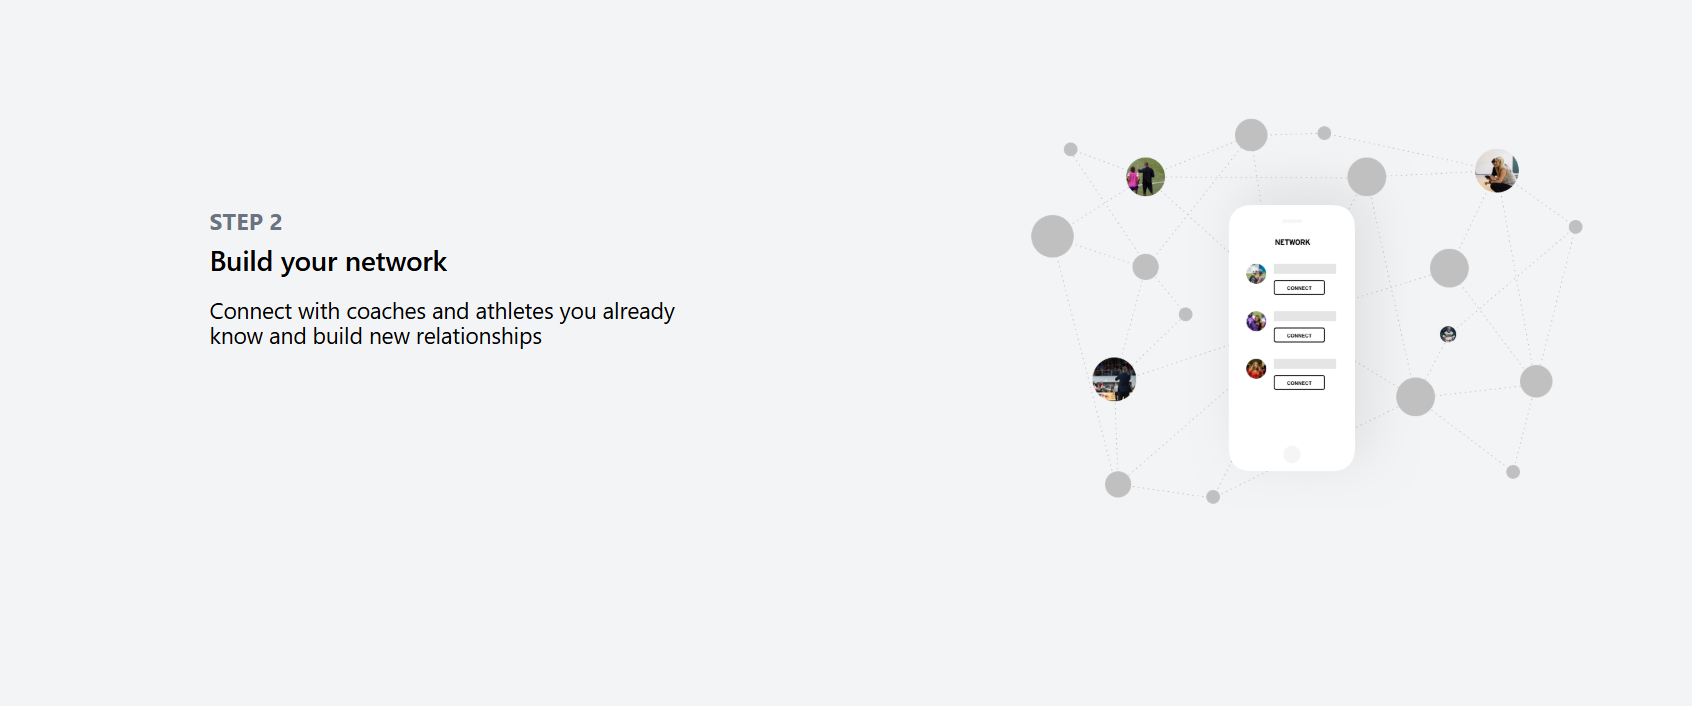 STEP 2
Build your network
Connect with coaches and athletes you already
know and build new relationships
NETWORK
CONNECT
CONNECT
CONNECT